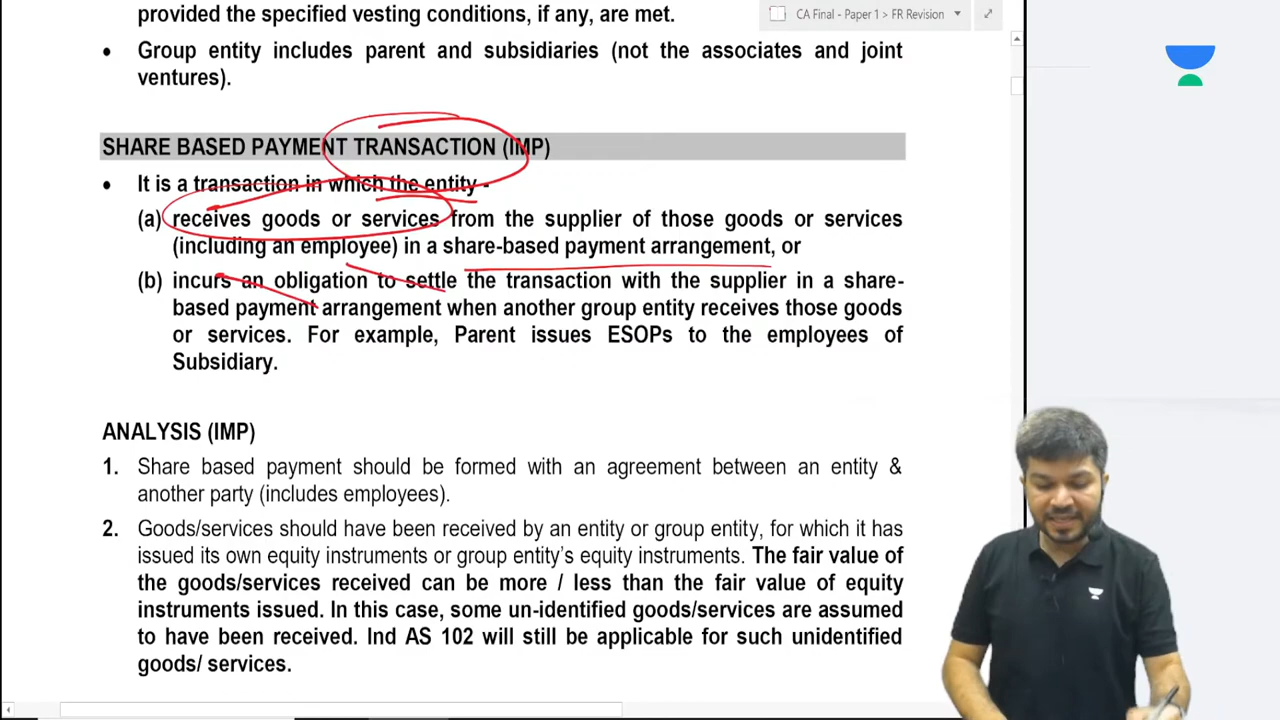 provided the specified vesting conditions, if any, are met.
CA Final - Paper 1 > FR Revision
• Group entity includes parent and subsidiaries (not the associates and joint
ventures).
SHARE BASED PAYMENT TRANSACTION (IMP)
• It is a transaction in which the entity -
(a) receives goods or services from the supplier of those goods or services
(including an employee) in a share-based payment arrangement, or
(b) incurs an obligation to settle the transaction with the supplier in a share-
based payment arrangement when another group entity receives those goods
or services. For example, Parent issues ESOPs to the employees of
Subsidiary.
ANALYSIS (IMP)
1. Share based payment should be formed with an agreement between an entity &
another party (includes employees).
2. Goods/services should have been received by an entity or group entity, for which it has
issued its own equity instruments or group entity's equity instruments. The fair value of
the goods/services received can be more / less than the fair value of equity
instruments issued. In this case, some un-identified goods/services are assumed
to have been received. Ind AS 102 will still be applicable for such unidentified
goods/ services.